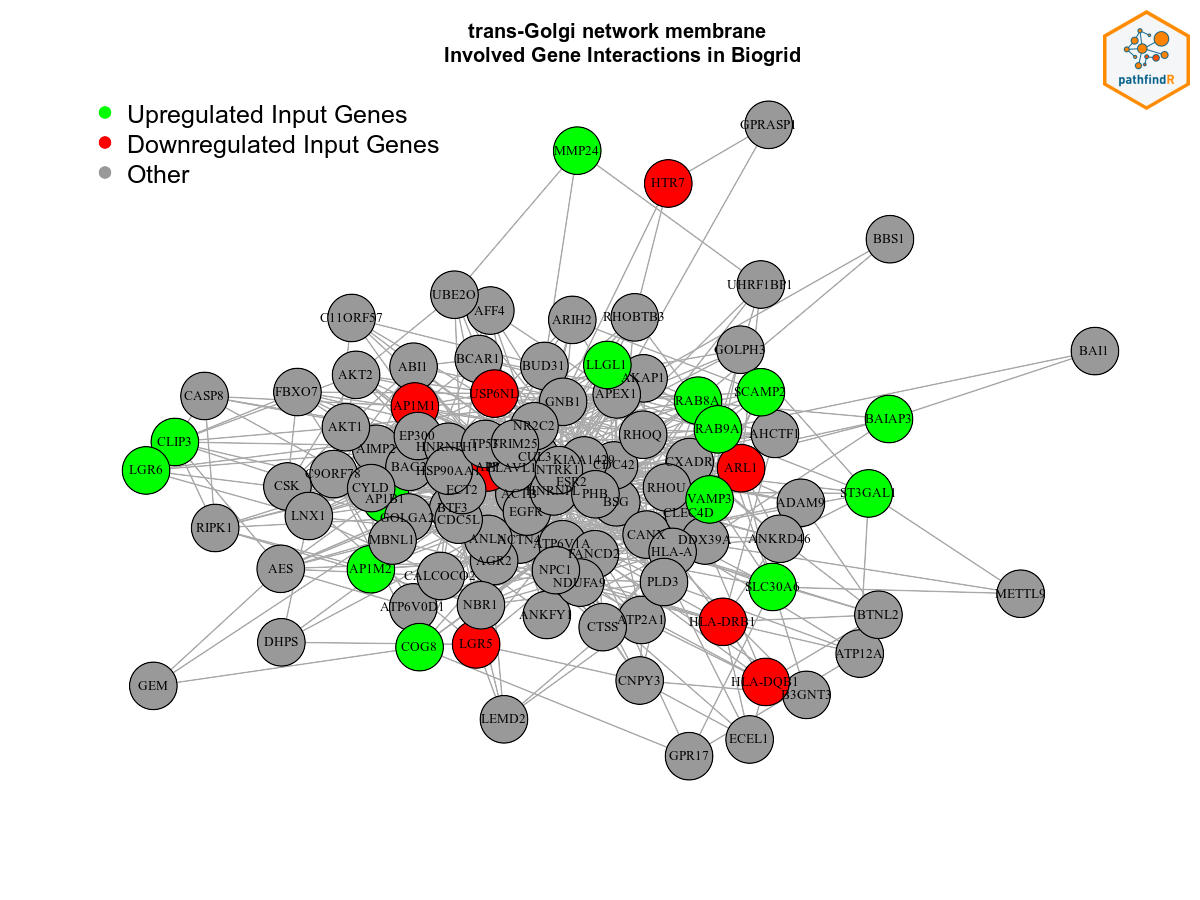 trans-Golgi network membrane
Involved Gene Interactions in Biogrid
pathfindR
Upregulated Input Genes
Downregulated Input Genes
Other
GPRASP1
MMP24
HTR7
BBS1
UHRF1BP1
UBE2O
AFF4
C11ORF57
ARIH2
RHOBTB3
GOLPH3
BAI1
BCAR1
BUD31
LLGL1
ABI1
AKT2
AKAP1
FBXO7
CASP8
USP6NL
APEX1
SCAMP2
RAB8A
GNB1
AP1M1
BAIAP3
AKT1
NR2C2
RAB9A
AHCTF1
RHOQ
EP300
CLIP3
HNRNPH1
TP53
TRIM25
AIMP2
CUL3
KIAA1429
CXADR
CDC42
LGR6
BAG2
HSP90AA1
APP
ELAVL1
NTRK1
ARL1
C9ORF78
ESR2
CSK
CYLD
ECT2
ACTB
HNRNPL
PHB
RHOU
ST3GAL1
AP1B1
BTF3
BSG
VAMP3
ADAM9
LNX1
GOLGA2
CDC5L
EGFR
CLEC4D
RIPK1
MBNL1
ANLN
ACTN4
ATP6V1A
CANX
DDX39A
ANKRD46
FANCD2
HLA-A
AES
AP1M2
CALCOCO2
AGR2
NPC1
NDUFA9
PLD3
SLC30A6
METTL9
ATP6V0D1
NBR1
ANKFY1
CTSS
ATP2A1
HLA-DRB1
BTNL2
DHPS
COG8
LGR5
ATP12A
GEM
CNPY3
HLA-DQB1
B3GNT3
LEMD2
ECEL1
GPR17